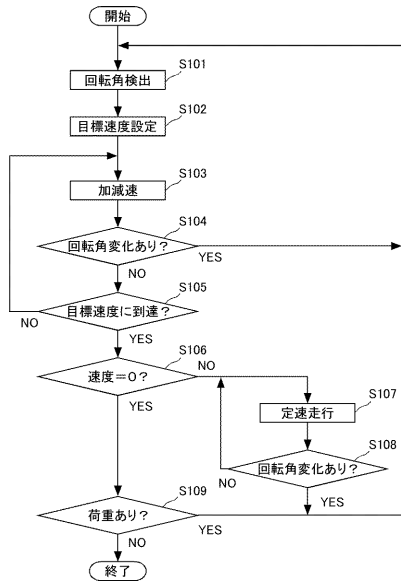 開始
S101
回転角検出
S102
目標速度設定
S103
加減速
S104
回転角変化あり?
YES
NO
S105
目標速度に到達?
NO
YES
S106
速度=0?
NO
YES
S107
定速走行
S108
回転角変化あり?
NO
YES
S109
荷重あり?
YES
NO
終了